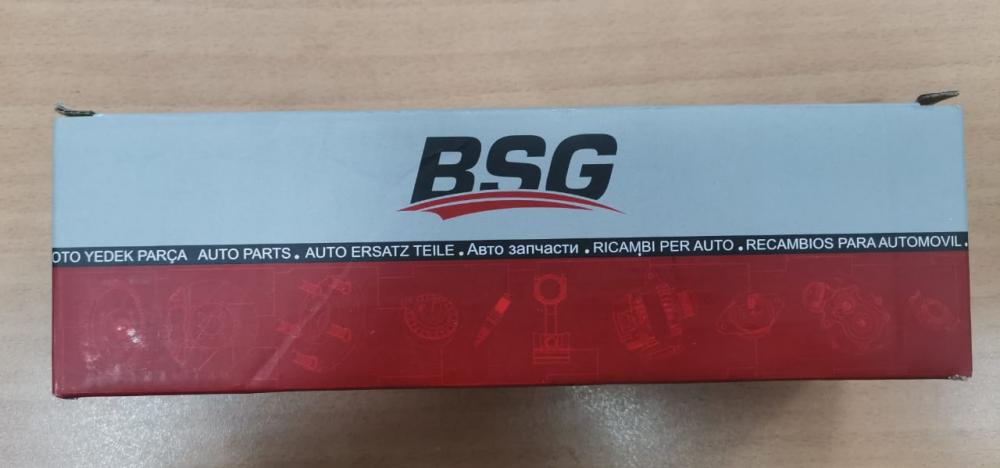 BSG
OTO YEDEK PARÇA AUTO PARTS . AUTO ERSATZ TEILE . Авто запчасти . RICAMBI PER AUTO . RECAMBIOS PARA AUTOMOVIL .